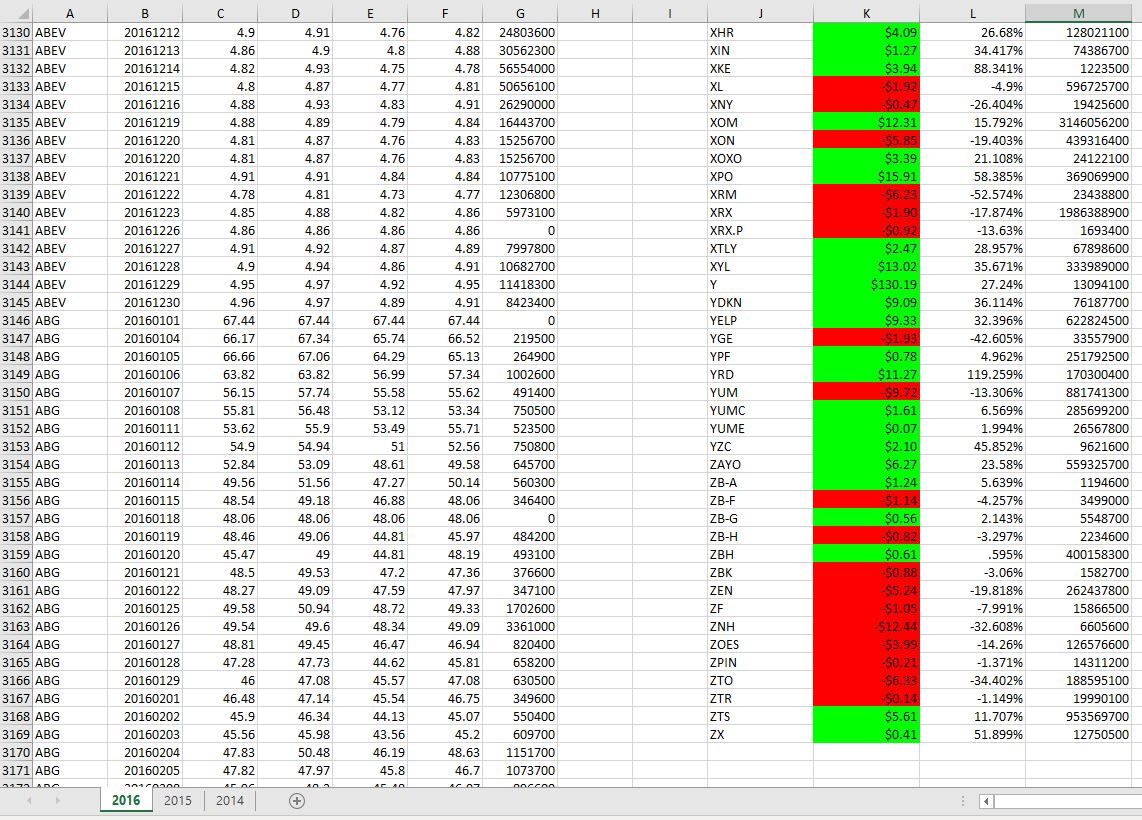 A B C D E F G H I J K L M
3130 ABEV 20161212 4.9 4.91 4.76 4.82 24803600 XHR $4.09 26.68% 128021100
3131 ABEV 20161213 4.86 4.9 4.8 4.88 30562300 XIN $1.27 34.417% 74386700
3132 ABEV 20161214 4.82 4.93 4.75 4.78 56554000 XKE $3.94 88.341% 1223500
3133 ABEV 20161215 4.8 4.87 4.77 4.81 50656100 XL -$1.92 -4.9% 596725700
3134 ABEV 20161216 4.88 4.93 4.83 4.91 26290000 XNY -$0.47 -26.404% 19425600
3135 ABEV 20161219 4.88 4.89 4.79 4.84 16443700 XOM $12.31 15.792% 3146056200
3136 ABEV 20161220 4.81 4.87 4.76 4.83 15256700 XON -$5.85 -19.403% 439316400
3137 ABEV 20161220 4.81 4.87 4.76 4.83 15256700 XOXO $3.39 21.108% 24122100
3138 ABEV 20161221 4.91 4.91 4.84 4.84 10775100 XPO $15.91 58.385% 369069900
3139 ABEV 20161222 4.78 4.81 4.73 4.77 12306800 XRM -$6.23 -52.574% 23438800
3140 ABEV 20161223 4.85 4.88 4.82 4.86 5973100 XRX -$1.90 -17.874% 1986388900
3141 ABEV 20161226 4.86 4.86 4.86 4.86 0 XRX.P -$0.92 -13.63% 1693400
3142 ABEV 20161227 4.91 4.92 4.87 4.89 7997800 XTLY $2.47 28.957% 67898600
3143 ABEV 20161228 4.9 4.94 4.86 4.91 10682700 XYL $13.02 35.671% 333989000
3144 ABEV 20161229 4.95 4.97 4.92 4.95 11418300 Y $130.19 27.24% 13094100
3145 ABEV 20161230 4.96 4.97 4.89 4.91 8423400 YDKN $9.09 36.114% 76187700
3146 ABG 20160101 67.44 67.44 67.44 67.44 0 YELP $9.33 32.396% 622824500
3147 ABG 20160104 66.17 67.34 65.74 66.52 219500 YGE -$1.93 -42.605% 33557900
3148 ABG 20160105 66.66 67.06 64.29 65.13 264900 YPF $0.78 4.962% 251792500
3149 ABG 20160106 63.82 63.82 56.99 57.34 1002600 YRD $11.27 119.259% 170300400
3150 ABG 20160107 56.15 57.74 55.58 55.62 491400 YUM -$9.72 -13.306% 881741300
3151 ABG 20160108 55.81 56.48 53.12 53.34 750500 YUMC $1.61 6.569% 285699200
3152 ABG 20160111 53.62 55.9 53.49 55.71 523500 YUME $0.07 1.994% 26567800
3153 ABG 20160112 54.9 54.94 51 52.56 750800 YZC $2.10 45.852% 9621600
3154 ABG 20160113 52.84 53.09 48.61 49.58 645700 ZAYO $6.27 23.58% 559325700
3155 ABG 20160114 49.56 51.56 47.27 50.14 560300 ZB-A $1.24 5.639% 1194600
3156 ABG 20160115 48.54 49.18 46.88 48.06 346400 ZB-F -$1.14 -4.257% 3499000
3157 ABG 20160118 48.06 48.06 48.06 48.06 0 ZB-G $0.56 2.143% 5548700
3158 ABG 20160119 48.46 49.06 44.81 45.97 484200 ZB-H -$0.82 -3.297% 2234600
3159 ABG 20160120 45.47 49 44.81 48.19 493100 ZBH $0.61 .595% 400158300
3160 ABG 20160121 48.5 49.53 47.2 47.36 376600 ZBK -$0.88 -3.06% 1582700
3161 ABG 20160122 48.27 49.09 47.59 47.97 347100 ZEN -$5.24 -19.818% 262437800
3162 ABG 20160125 49.58 50.94 48.72 49.33 1702600 ZF -$1.05 -7.991% 15866500
3163 ABG 20160126 49.54 49.6 48.34 49.09 3361000 ZNH -$12.44 -32.608% 6605600
3164 ABG 20160127 48.81 49.45 46.47 46.94 820400 ZOES -$3.99 -14.26% 126576600
3165 ABG 20160128 47.28 47.73 44.62 45.81 658200 ZPIN -$0.21 -1.371% 14311200
3166 ABG 20160129 46 47.08 45.57 47.08 630500 ZTO -$6.33 -34.402% 188595100
3167 ABG 20160201 46.48 47.14 45.54 46.75 349600 ZTR -$0.14 -1.149% 19990100
3168 ABG 20160202 45.9 46.34 44.13 45.07 550400 ZTS $5.61 11.707% 953569700
3169 ABG 20160203 45.56 45.98 43.56 45.2 609700 ZX $0.41 51.899% 12750500
3170 ABG 20160204 47.83 50.48 46.19 48.63 1151700
3171 ABG 20160205 47.82 47.97 45.8 46.7 1073700
2016 2015 2014